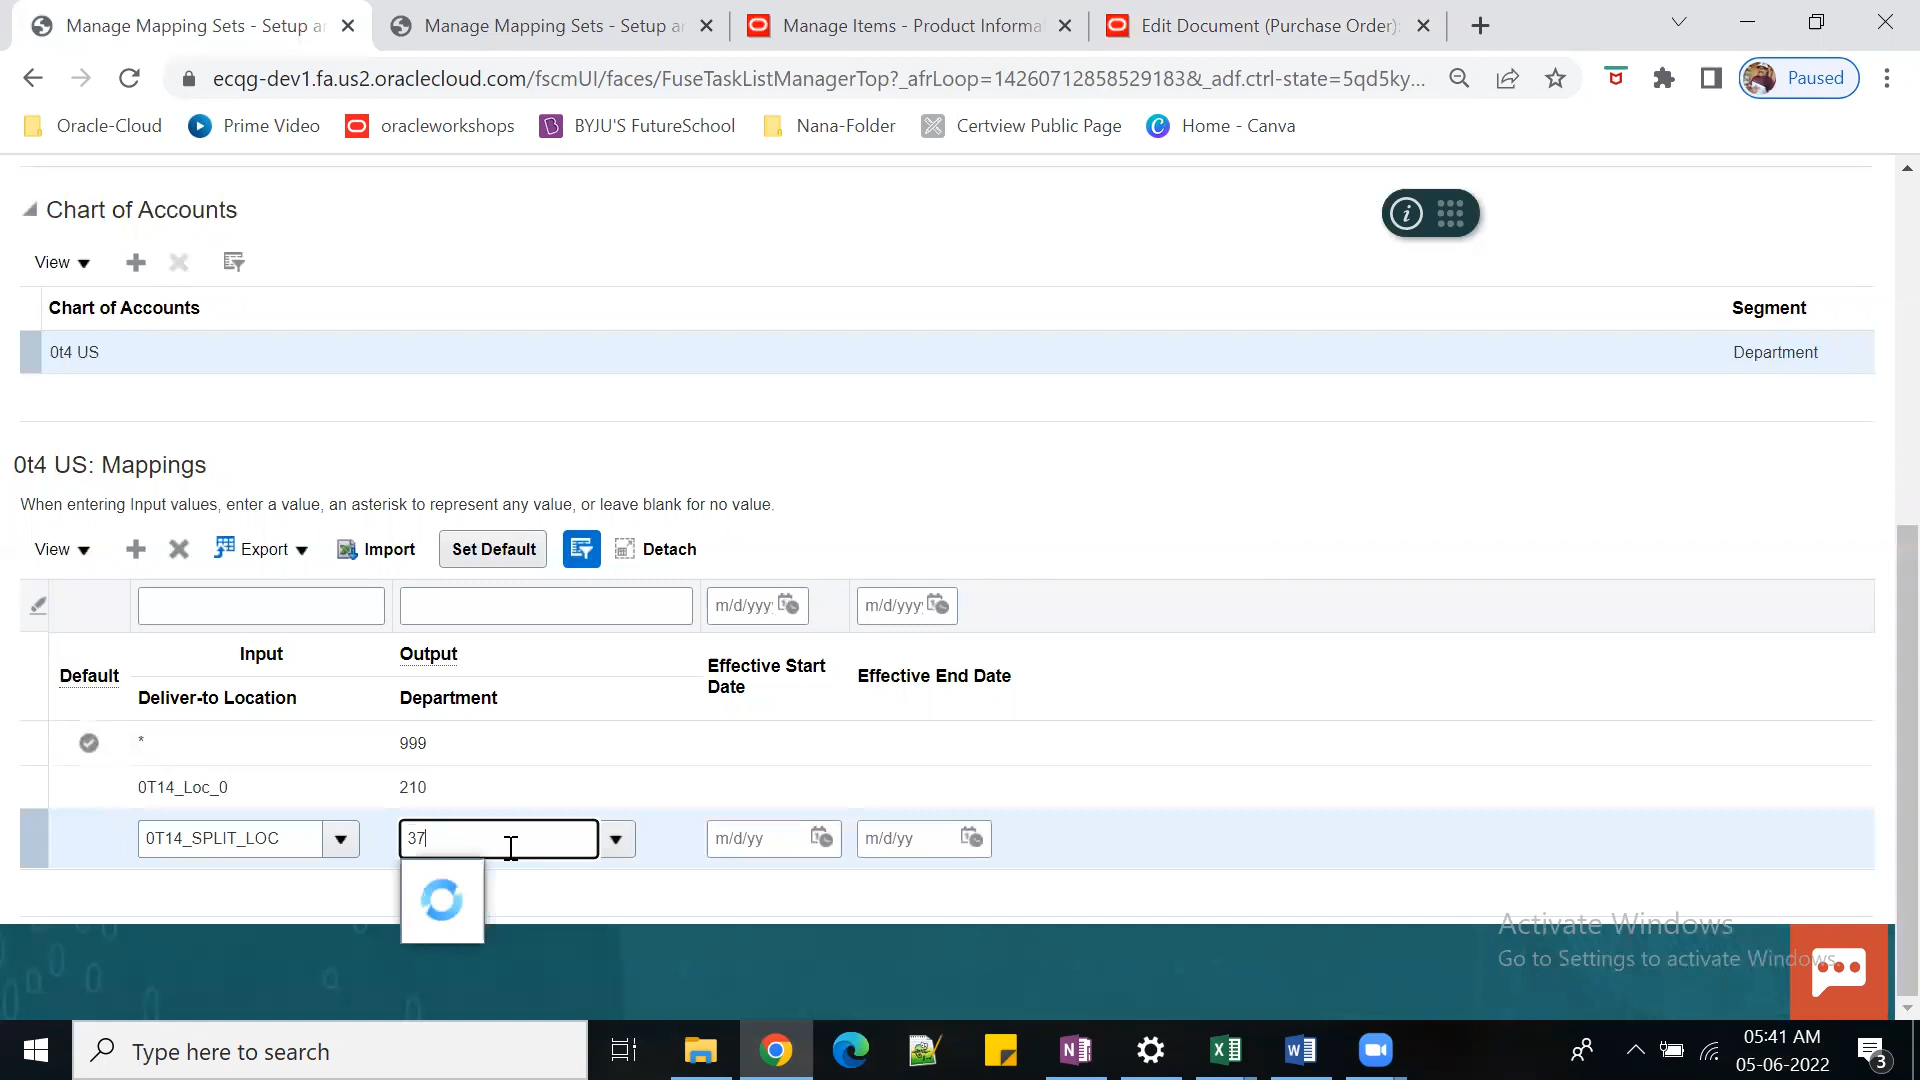 Manage Mapping Sets - Setup ar
Manage Mapping Sets - Setup ar
Manage Items - Product Informa
Edit Document (Purchase Order):
ecqg-dev1.fa.us2.oraclecloud.com/fscmUI/faces/FuseTaskListManagerTop?_afrLoop=14260712858529183&_adf.ctrl-state=5qd5ky...
Paused
Oracle-Cloud
Prime Video
oracleworkshops
BYJU'S FutureSchool
Nana-Folder
Certview Public Page
Home - Canva
Chart of Accounts
View
Chart of Accounts Segment
0t4 US Department
0t4 US: Mappings
When entering Input values, enter a value, an asterisk to represent any value, or leave blank for no value.
View Export Import Set Default Detach
m/d/yyy m/d/yyy
Default
Input
Output
Effective Start Date
Effective End Date
Deliver-to Location
Department
* 999
0T14_Loc_0 210
0T14_SPLIT_LOC 37 m/d/yy m/d/yy
Activate Windows
Go to Settings to activate Windows.
Type here to search
05:41 AM
05-06-2022
3